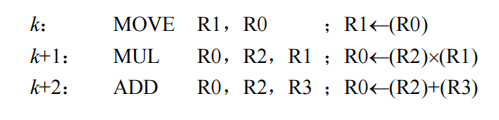 k： MOVE R1，R0 ；R1←(R0)
k+1： MUL R0，R2，R1 ；R0←(R2)×(R1)
k+2： ADD R0，R2，R3 ；R0←(R2)+(R3)